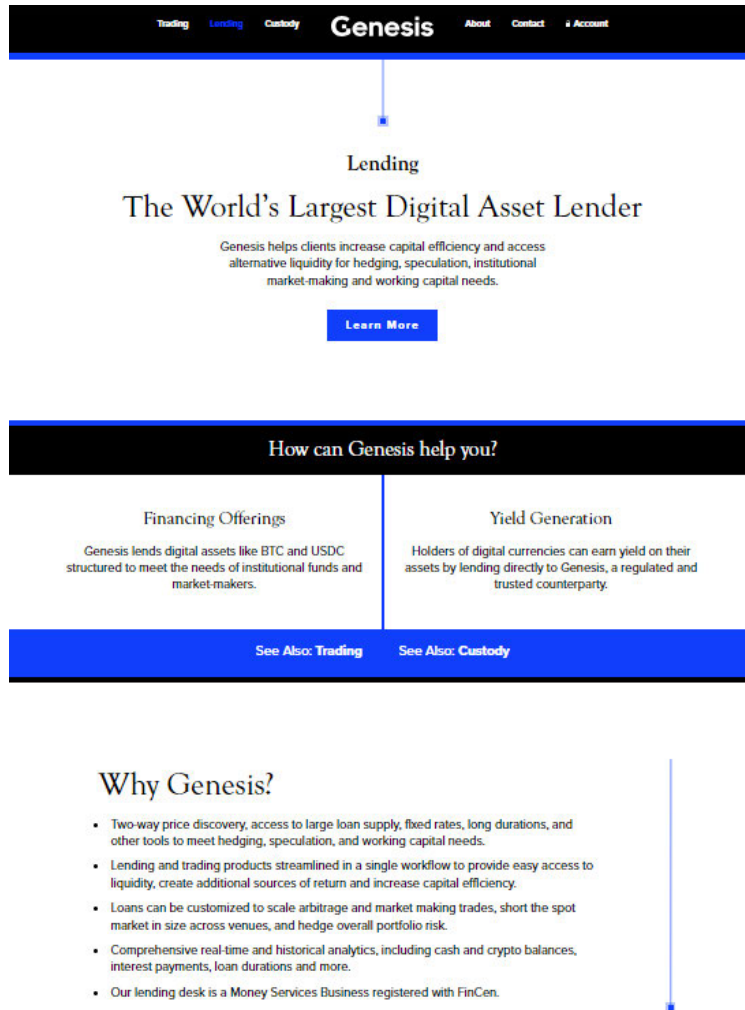 Trading Lending Custody Genesis About Contact Account
Lending
The World's Largest Digital Asset Lender
Genesis helps clients increase capital efficiency and access
alternative liquidity for hedging, speculation, institutional
market-making and working capital needs.
Learn More
How can Genesis help you?
Financing Offerings
Genesis lends digital assets like BTC and USDC
structured to meet the needs of institutional funds and
market-makers.
Yield Generation
Holders of digital currencies can earn yield on their
assets by lending directly to Genesis, a regulated and
trusted counterparty.
See Also: Trading See Also: Custody
Why Genesis?
• Two-way price discovery, access to large loan supply, fixed rates, long durations, and
other tools to meet hedging, speculation, and working capital needs.
• Lending and trading products streamlined in a single workflow to provide easy access to
liquidity, create additional sources of return and increase capital efficiency.
• Loans can be customized to scale arbitrage and market making trades, short the spot
market in size across venues, and hedge overall portfolio risk.
• Comprehensive real-time and historical analytics, including cash and crypto balances,
interest payments, loan durations and more.
• Our lending desk is a Money Services Business registered with FinCen.